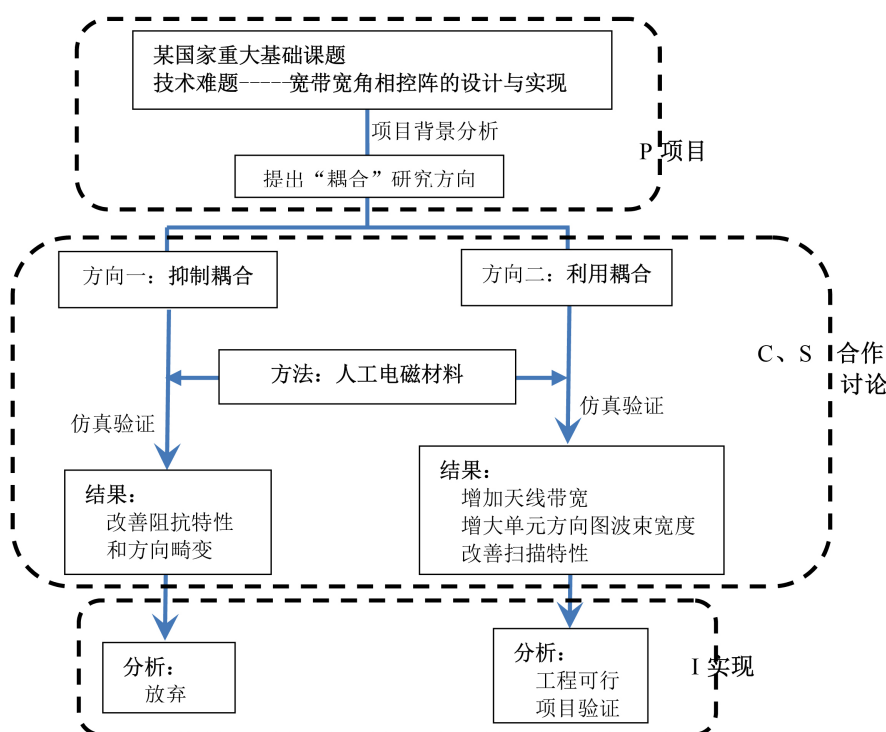 某国家重大基础课题
技术难题-----宽带宽角相控阵的设计与实现
项目背景分析
P 项目
提出“耦合”研究方向
方向一：抑制耦合
方向二：利用耦合
C、S 合作
讨论
方法：人工电磁材料
仿真验证
仿真验证
结果：
改善阻抗特性
和方向畸变
结果：
增加天线带宽
增大单元方向图波束宽度
改善扫描特性
分析：
放弃
分析：
工程可行
项目验证
I 实现